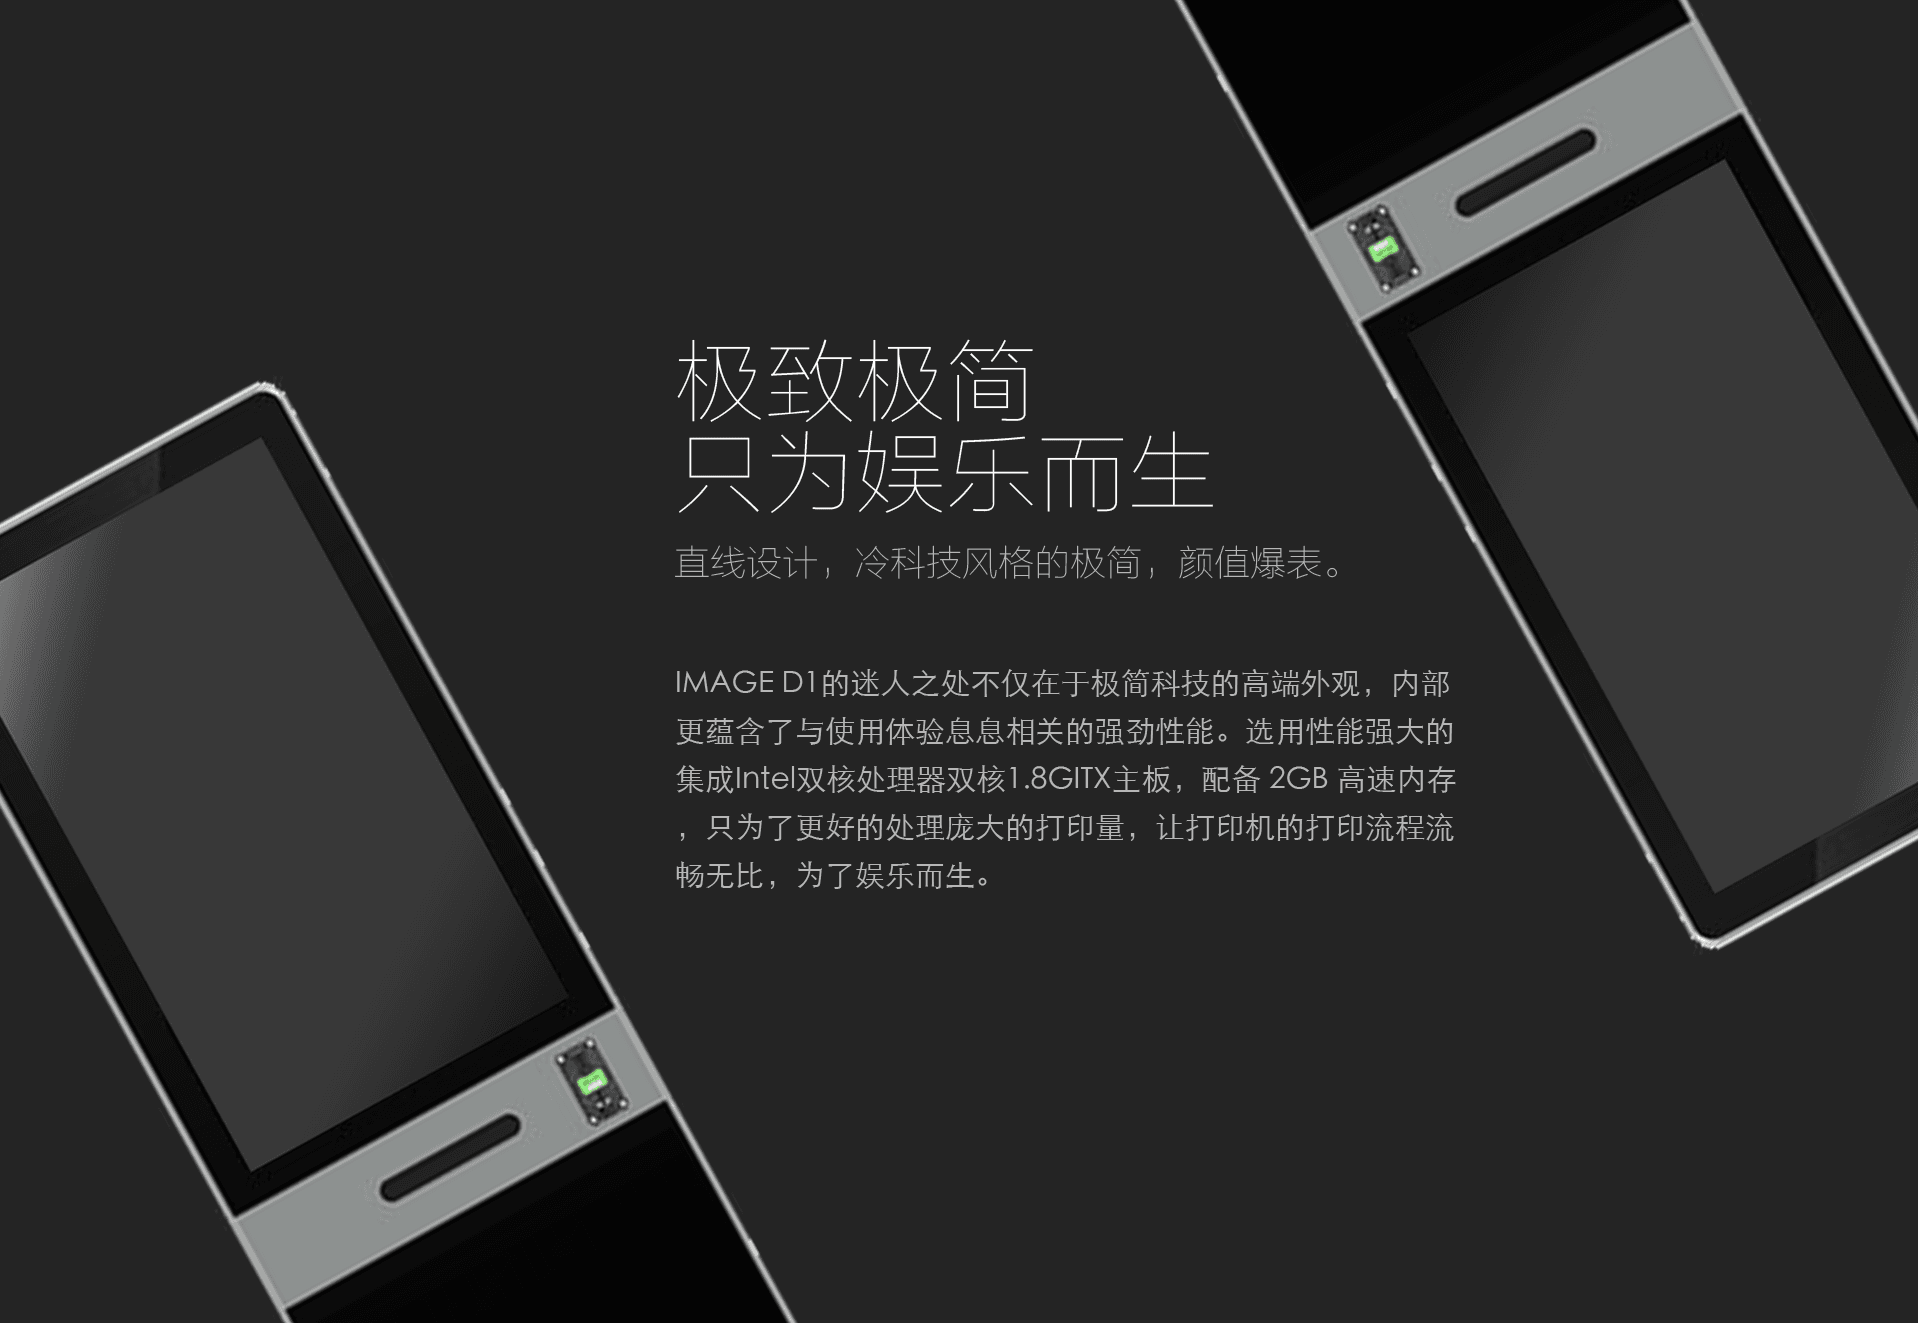 极致极简
只为娱乐而生
直线设计，冷科技风格的极简，颜值爆表。
IMAGE D1的迷人之处不仅在于极简科技的高端外观，内部
更蕴含了与使用体验息息相关的强劲性能。选用性能强大的
集成Intel双核处理器双核1.8GITX主板，配备 2GB 高速内存
，只为了更好的处理庞大的打印量，让打印机的打印流程流
畅无比，为了娱乐而生。